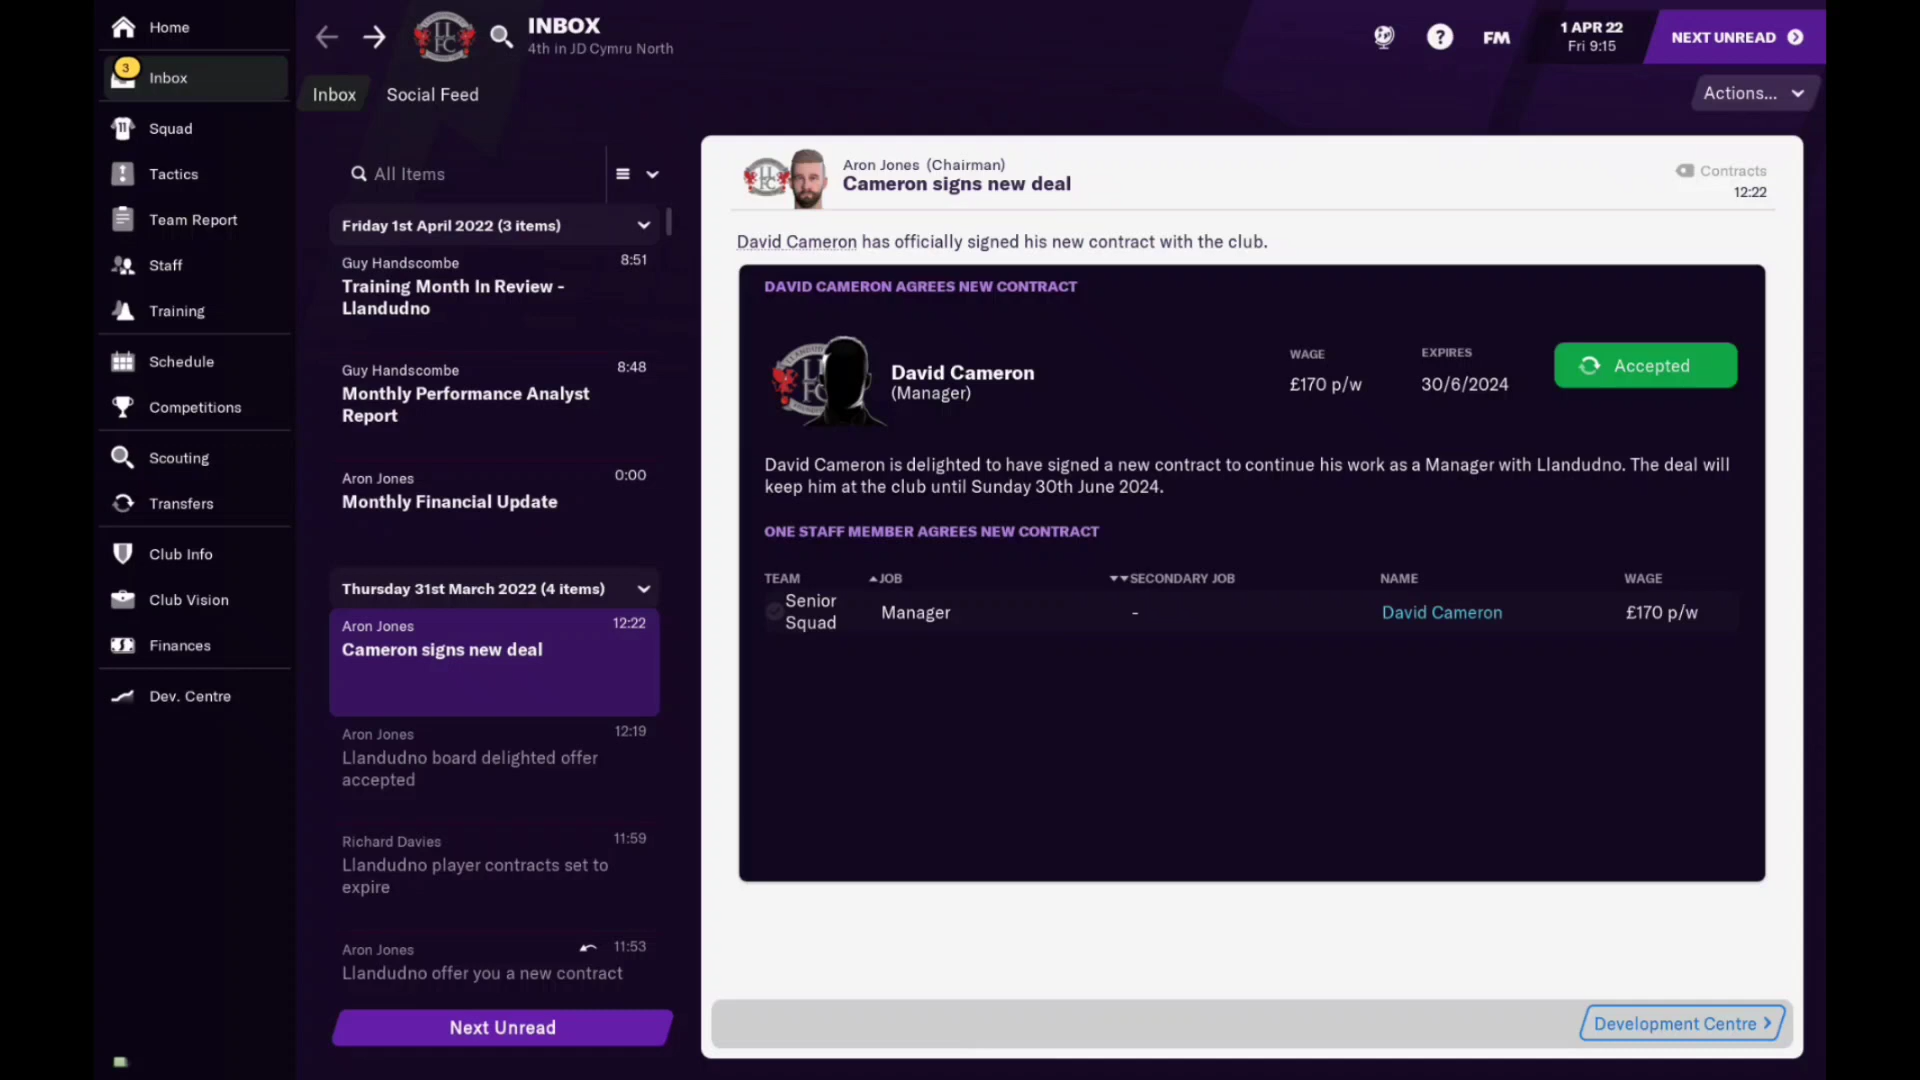 Home
3
Inbox
Squad
Tactics
Team Report
Staff
Training
Schedule
Competitions
Scouting
Transfers
Club Info
Club Vision
Finances
Dev. Centre
INBOX
4th in JD Cymru North
FM
1 APR 22
Fri 9:15
NEXT UNREAD
Inbox
Social Feed
Actions...
All Items
Friday 1st April 2022 (3 items)
Guy Handscombe 8:51
Training Month In Review -
Llandudno
Guy Handscombe 8:48
Monthly Performance Analyst
Report
Aron Jones 0:00
Monthly Financial Update
Thursday 31st March 2022 (4 items)
Aron Jones 12:22
Cameron signs new deal
Aron Jones 12:19
Llandudno board delighted offer
accepted
Richard Davies 11:59
Llandudno player contracts set to
expire
Aron Jones 11:53
Llandudno offer you a new contract
Next Unread
Aron Jones (Chairman)
Cameron signs new deal
Contracts
12:22
David Cameron has officially signed his new contract with the club.
DAVID CAMERON AGREES NEW CONTRACT
David Cameron
(Manager)
WAGE
£170 p/w
EXPIRES
30/6/2024
Accepted
David Cameron is delighted to have signed a new contract to continue his work as a Manager with Llandudno. The deal will
keep him at the club until Sunday 30th June 2024.
ONE STAFF MEMBER AGREES NEW CONTRACT
TEAM JOB SECONDARY JOB NAME WAGE
Senior
Squad
Manager - David Cameron £170 p/w
Development Centre